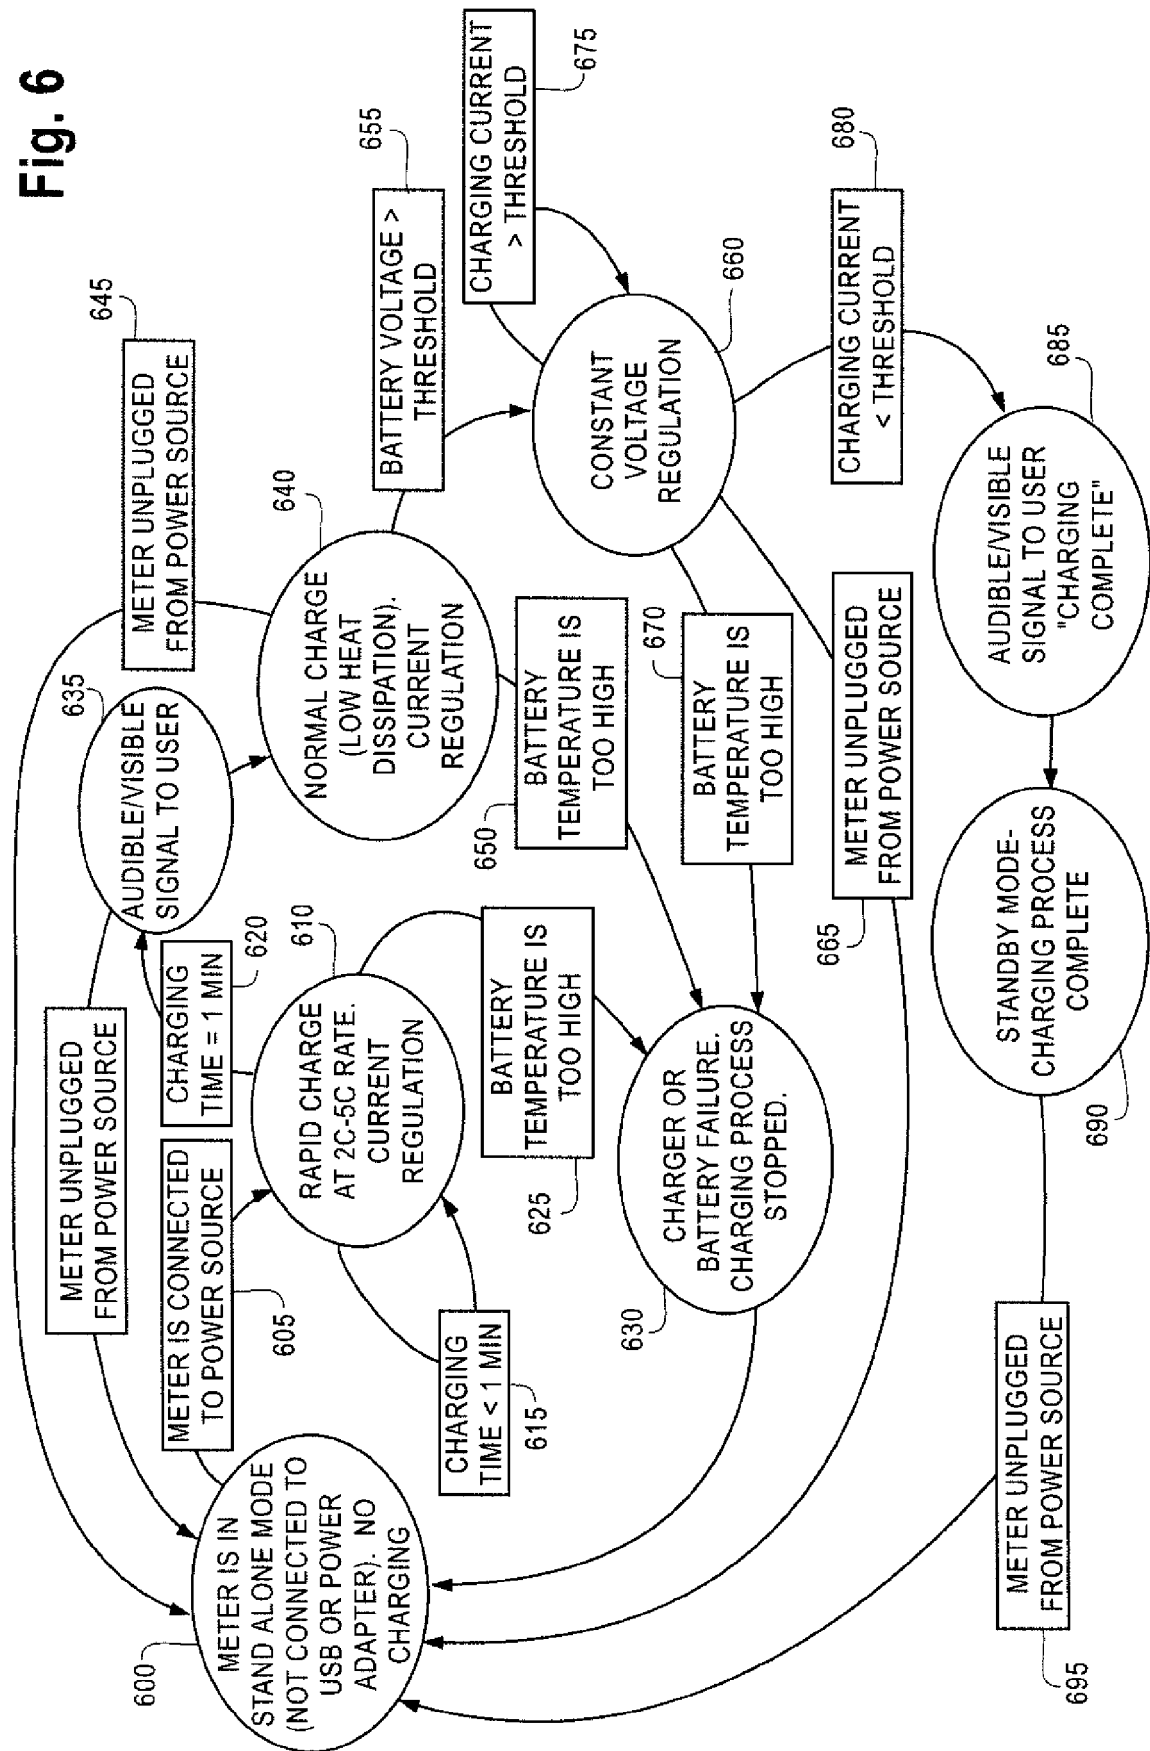 Fig. 6
METER IS IN
STAND ALONE MODE
(NOT CONNECTED TO
USB OR POWER
ADAPTER). NO
CHARGING
600
METER UNPLUGGED
FROM POWER SOURCE
METER IS CONNECTED
TO POWER SOURCE
605
RAPID CHARGE
AT 2C-5C RATE.
CURRENT
REGULATION
610
CHARGING
TIME < 1 MIN
615
CHARGING
TIME = 1 MIN
620
BATTERY
TEMPERATURE IS
TOO HIGH
625
CHARGER OR
BATTERY FAILURE.
CHARGING PROCESS
STOPPED.
630
AUDIBLE/VISIBLE
SIGNAL TO USER
635
NORMAL CHARGE
(LOW HEAT
DISSIPATION).
CURRENT
REGULATION
640
METER UNPLUGGED
FROM POWER SOURCE
645
BATTERY
TEMPERATURE IS
TOO HIGH
650
BATTERY VOLTAGE >
THRESHOLD
655
CONSTANT
VOLTAGE
REGULATION
660
METER UNPLUGGED
FROM POWER SOURCE
665
BATTERY
TEMPERATURE IS
TOO HIGH
670
CHARGING CURRENT
> THRESHOLD
675
CHARGING CURRENT
< THRESHOLD
680
AUDIBLE/VISIBLE
SIGNAL TO USER
"CHARGING
COMPLETE"
685
STANDBY MODE-
CHARGING PROCESS
COMPLETE
690
METER UNPLUGGED
FROM POWER SOURCE
695